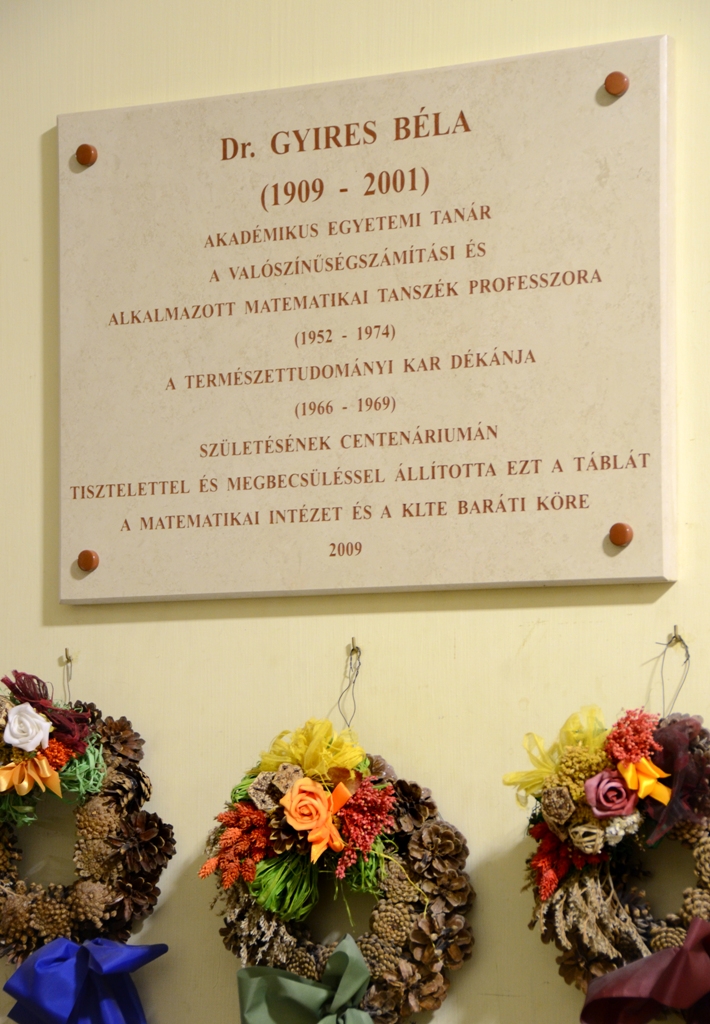 Dr. GYIRES BÉLA
(1909 - 2001)
AKADÉMIKUS EGYETEMI TANÁR
A VALÓSZÍNŰSÉGSZÁMÍTÁSI ÉS
ALKALMAZOTT MATEMATIKAI TANSZÉK PROFESSZORA
(1952 - 1974)
A TERMÉSZETTUDOMÁNYI KAR DÉKÁNJA
(1966 - 1969)
SZÜLETÉSÉNEK CENTENÁRIUMÁN
TISZTELETTEL ÉS MEGBECSÜLÉSSEL ÁLLÍTOTTA EZT A TÁBLÁT
A MATEMATIKAI INTÉZET ÉS A KLTE BARÁTI KÖRE
2009